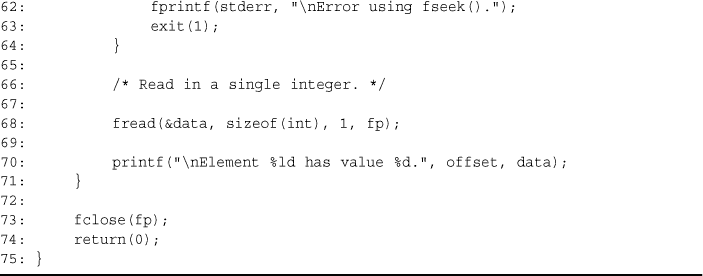 62:             fprintf(stderr, "\nError using fseek().");
63:             exit(1);
64:         }
65:
66:         /* Read in a single integer. */
67:
68:         fread(&data, sizeof(int), 1, fp);
69:
70:         printf("\nElement %ld has value %d.", offset, data);
71:     }
72:
73:     fclose(fp);
74:     return(0);
75: }